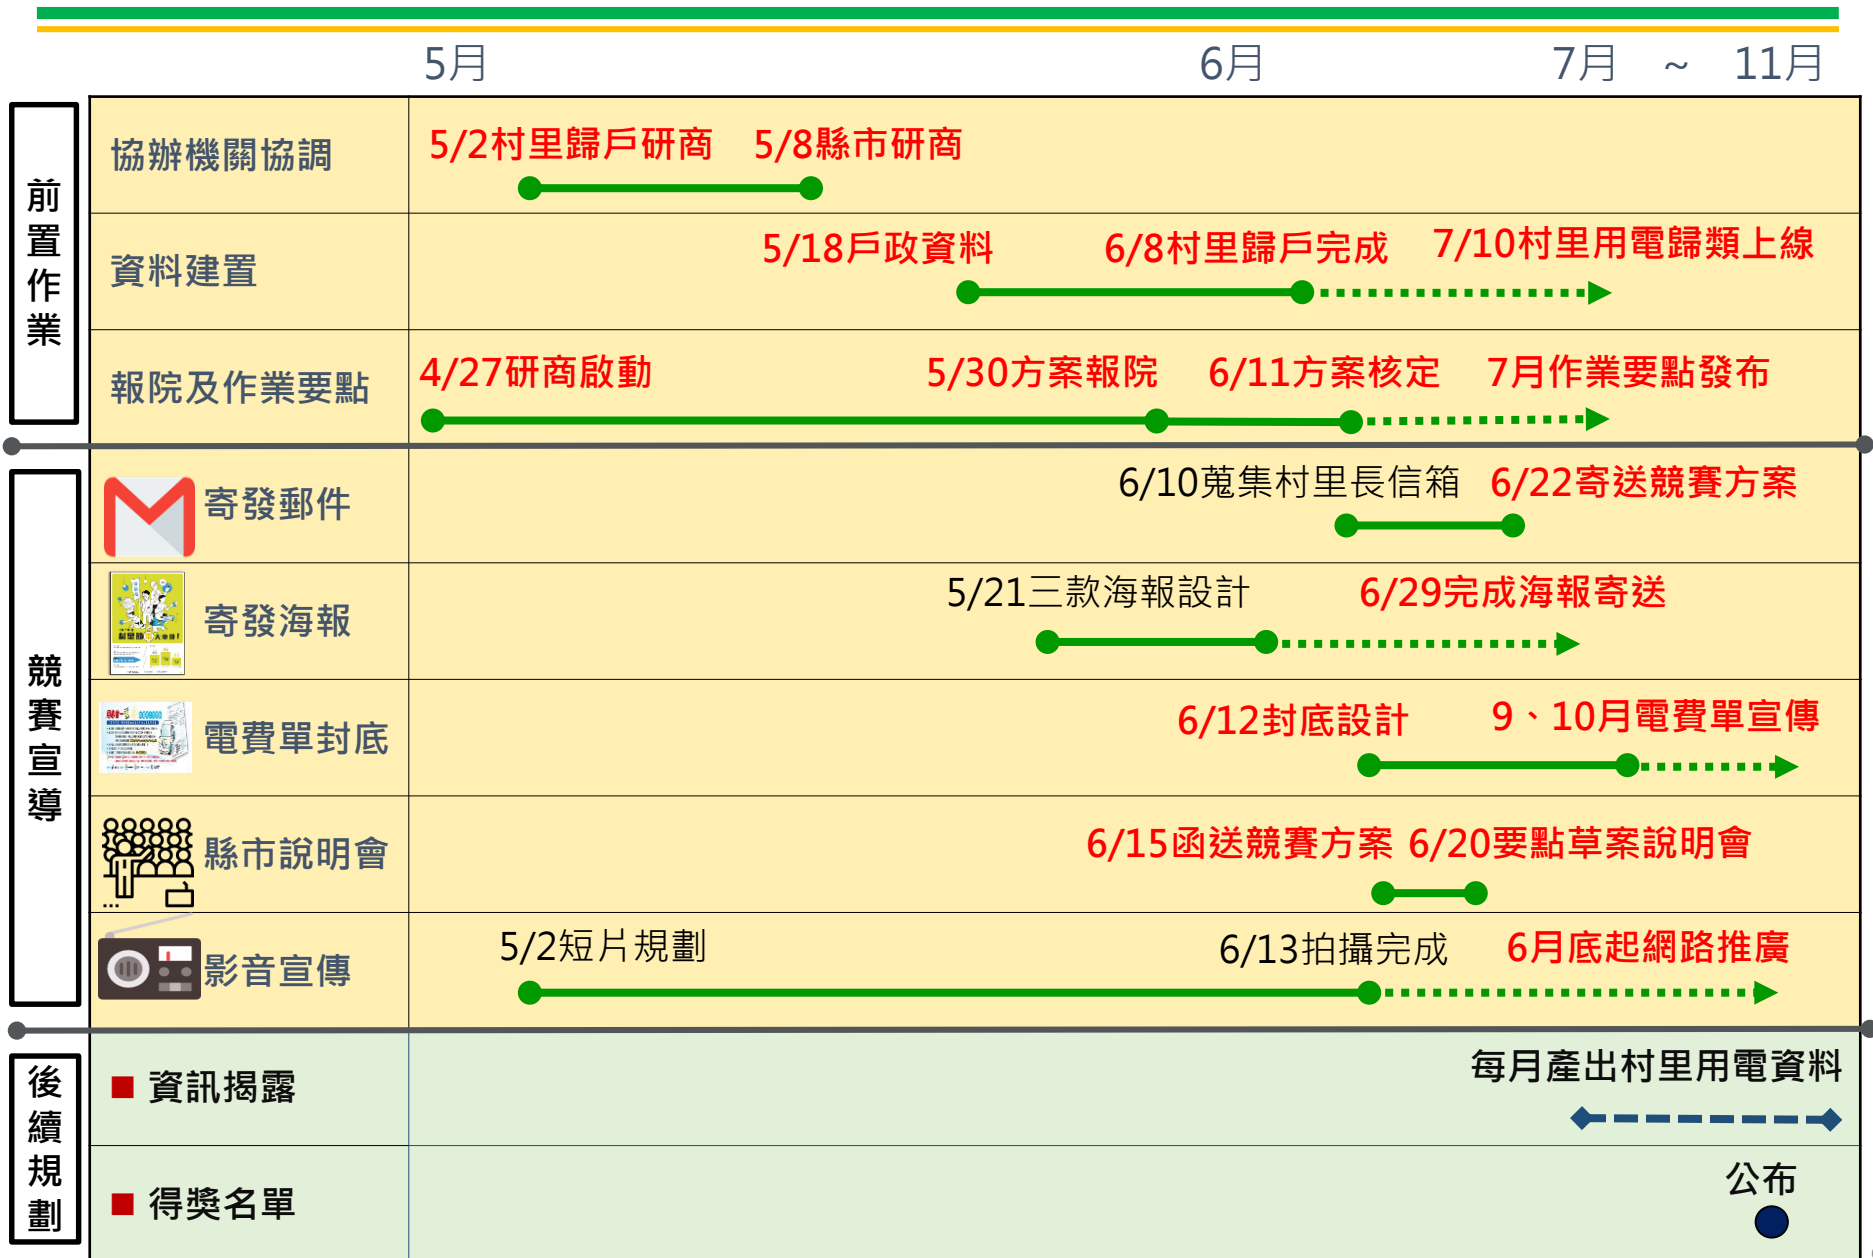 5月 6月 7月 ~ 11月
前置作業
協辦機關協調
5/2村里歸戶研商 5/8縣市研商
資料建置
5/18戶政資料 6/8村里歸戶完成 7/10村里用電歸類上線
報院及作業要點
4/27研商啟動 5/30方案報院 6/11方案核定 7月作業要點發布
競賽宣導
寄發郵件
6/10蒐集村里長信箱 6/22寄送競賽方案
寄發海報
5/21三款海報設計 6/29完成海報寄送
電費單封底
6/12封底設計 9、10月電費單宣傳
縣市說明會
6/15函送競賽方案 6/20要點草案說明會
影音宣傳
5/2短片規劃 6/13拍攝完成 6月底起網路推廣
後續規劃
資訊揭露
每月產出村里用電資料
得獎名單
公布